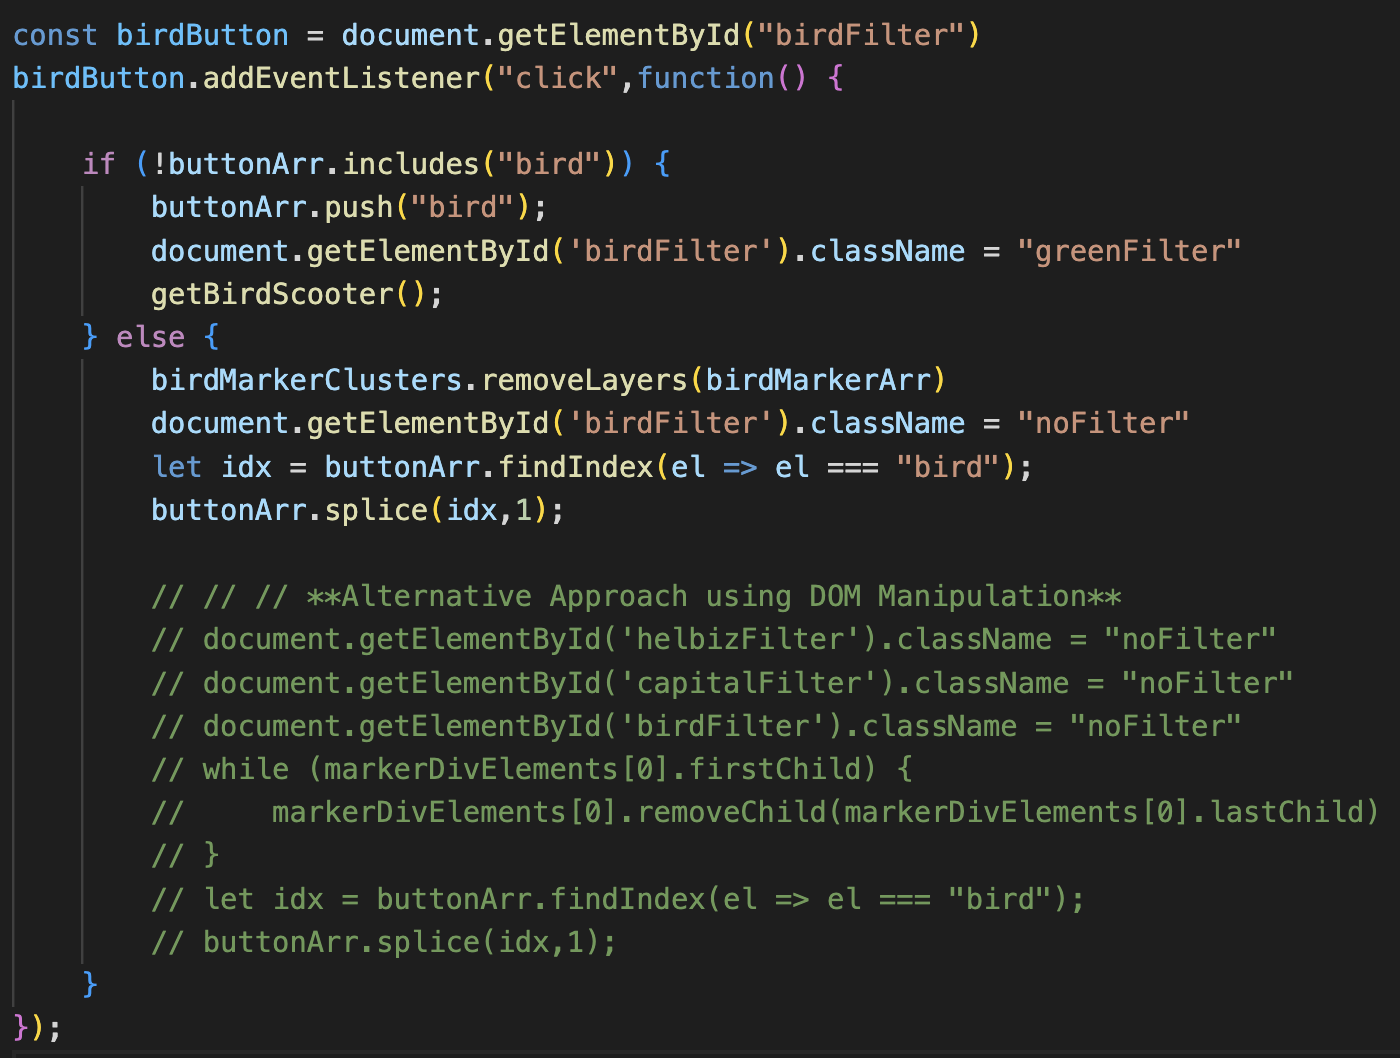 const birdButton = document.getElementById("birdFilter")
birdButton.addEventListener("click",function() {
if (!buttonArr.includes("bird")) {
buttonArr.push("bird");
document.getElementById('birdFilter').className = "greenFilter"
getBirdScooter();
} else {
birdMarkerClusters.removeLayers(birdMarkerArr)
document.getElementById('birdFilter').className = "noFilter"
let idx = buttonArr.findIndex(el => el === "bird");
buttonArr.splice(idx,1);
// // // **Alternative Approach using DOM Manipulation**
// document.getElementById('helbizFilter').className = "noFilter"
// document.getElementById('capitalFilter').className = "noFilter"
// document.getElementById('birdFilter').className = "noFilter"
// while (markerDivElements[0].firstChild) {
//     markerDivElements[0].removeChild(markerDivElements[0].lastChild)
// }
// let idx = buttonArr.findIndex(el => el === "bird");
// buttonArr.splice(idx,1);
}
});